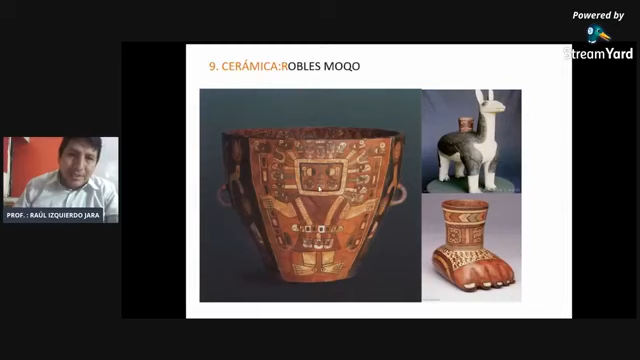 Powered by
StreamYard
9. CERÁMICA:ROBLES MOQO
PROF. : RAÚL IZQUIERDO JARA